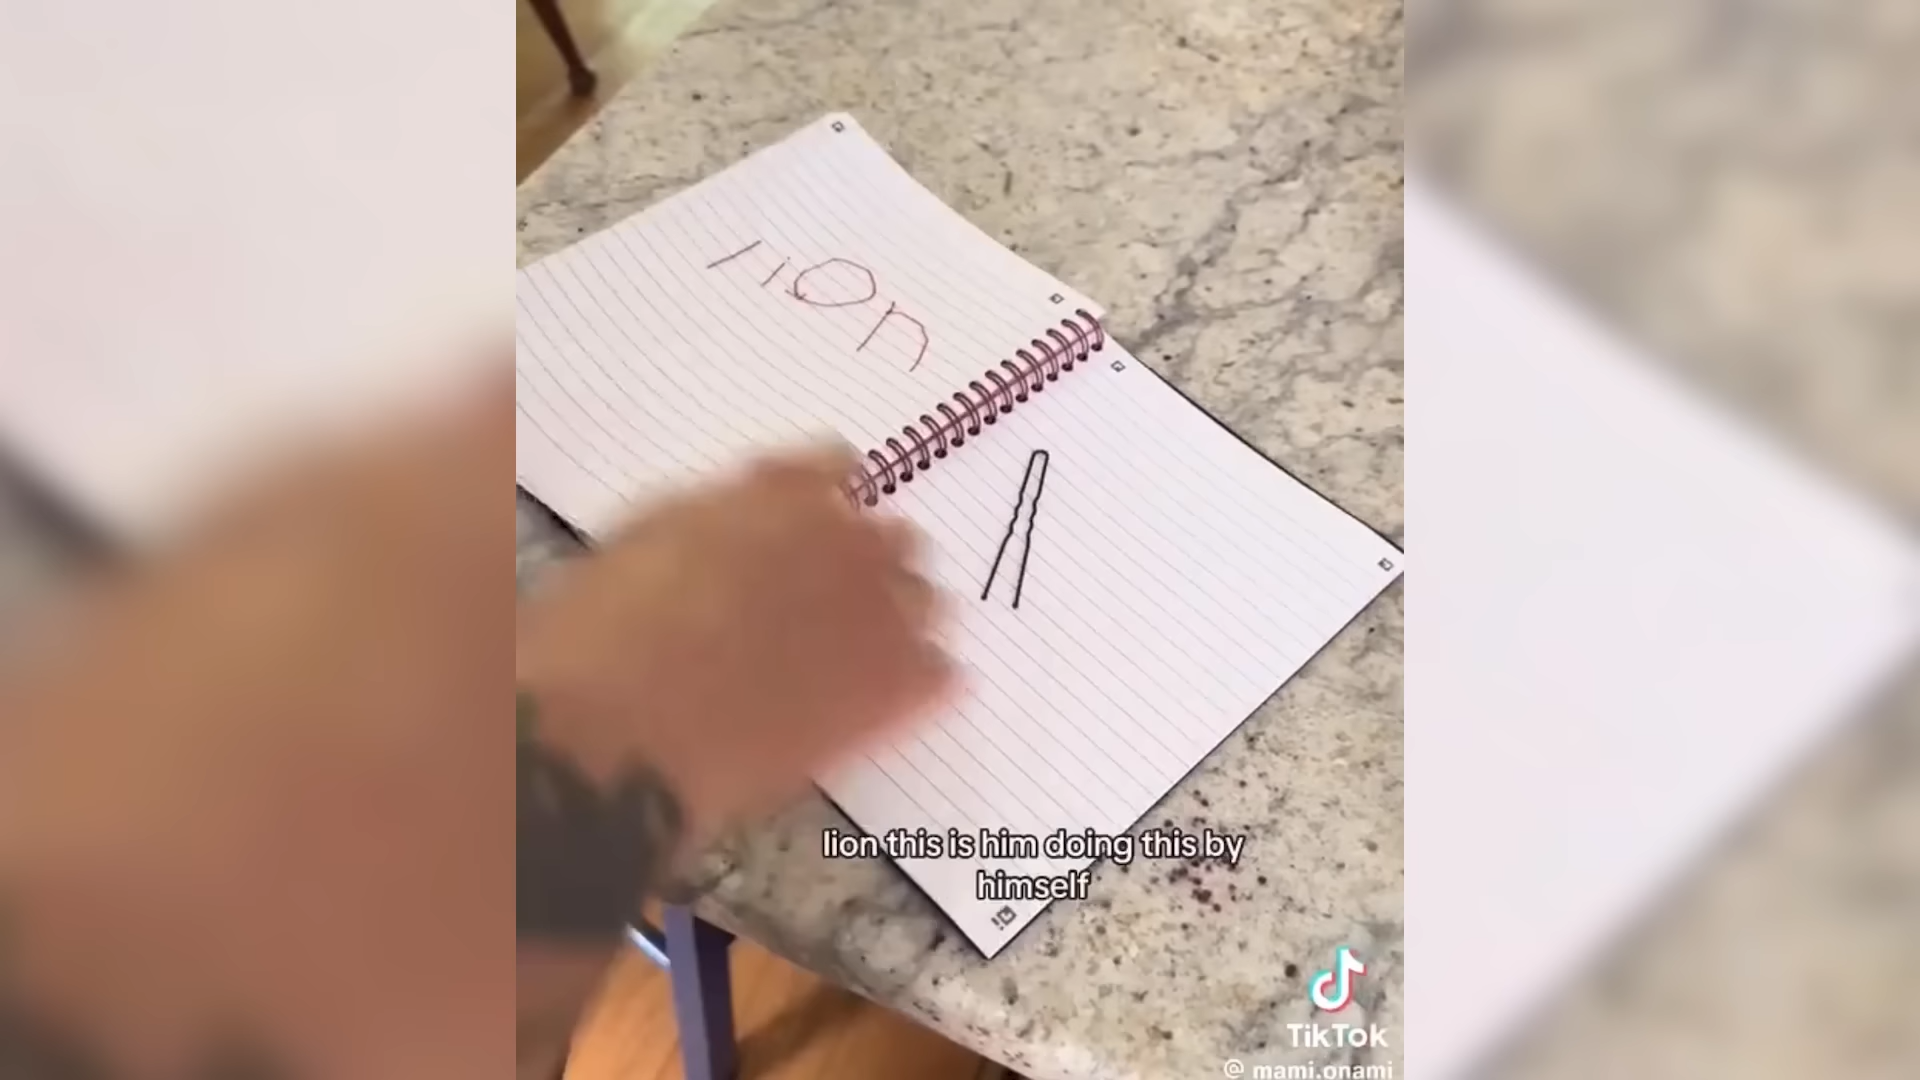 lion
lion this is him doing this by
himself
TikTok
@mami.onami